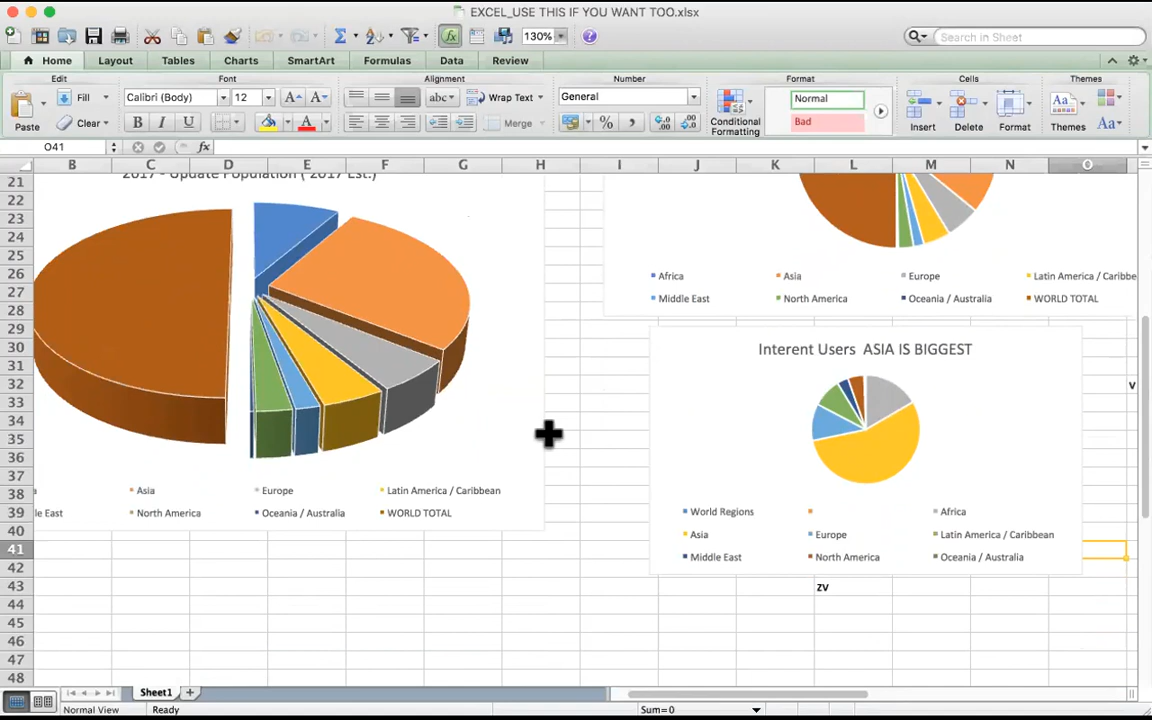 EXCEL_USE THIS IF YOU WANT TOO.xlsx
130%
Search in Sheet
Home Layout Tables Charts SmartArt Formulas Data Review
Edit Font Alignment Number Format Cells Themes
Paste Fill Clear
Calibri (Body) 12 A A
B I U A
abc Wrap Text
Merge
General
%
Conditional Formatting
Normal
Bad
Insert Delete Format
Themes Aa
O41 fx
B C D E F G H I J K L M N O
21
22
23
24
25
26
27
28
29
30
31
32
33
34
35
36
37
38
39
40
41
42
43
44
45
46
47
48
2017 - Update Population ( 2017 Est.)
Asia Europe Latin America / Caribbean
le East North America Oceania / Australia WORLD TOTAL
Africa Asia Europe Latin America / Caribbe
Middle East North America Oceania / Australia WORLD TOTAL
Interent Users ASIA IS BIGGEST
World Regions Africa
Asia Europe Latin America / Caribbean
Middle East North America Oceania / Australia
v
zv
Sheet1
Normal View Ready Sum=0